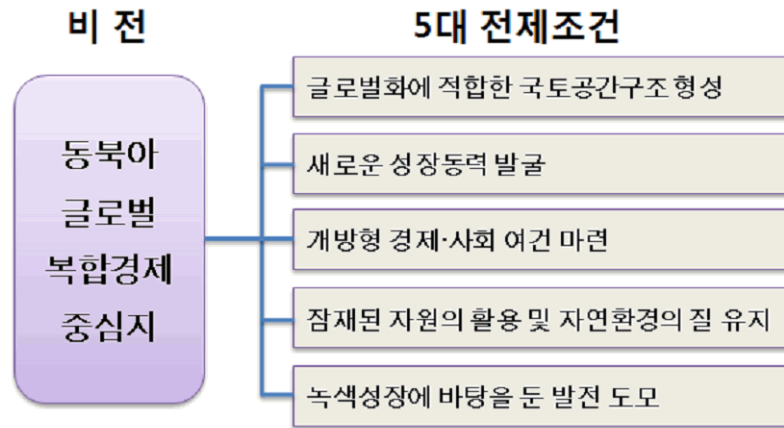 비 전
5대 전제조건
동북아
글로벌
복합경제
중심지
글로벌화에 적합한 국토공간구조 형성
새로운 성장동력 발굴
개방형 경제·사회 여건 마련
잠재된 자원의 활용 및 자연환경의 질 유지
녹색성장에 바탕을 둔 발전 도모